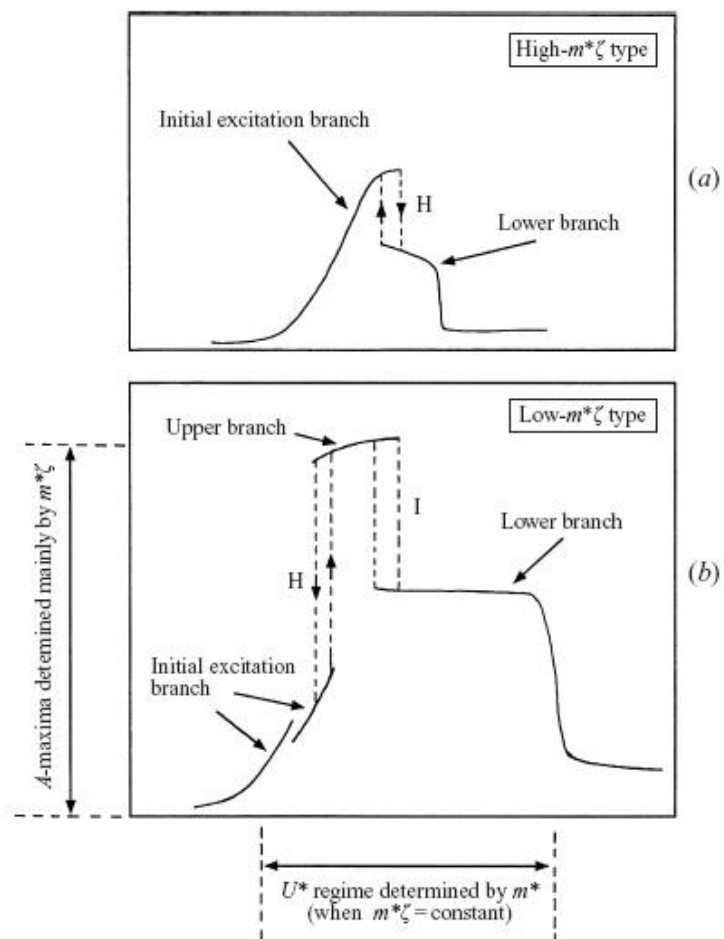 High-m*ζ type
Initial excitation branch
(a)
H
Lower branch
Low-m*ζ type
Upper branch
I
Lower branch
(b)
H
A-maxima detemined mainly by m*ζ
Initial excitation
branch
U* regime determined by m*
(when m*ζ = constant)